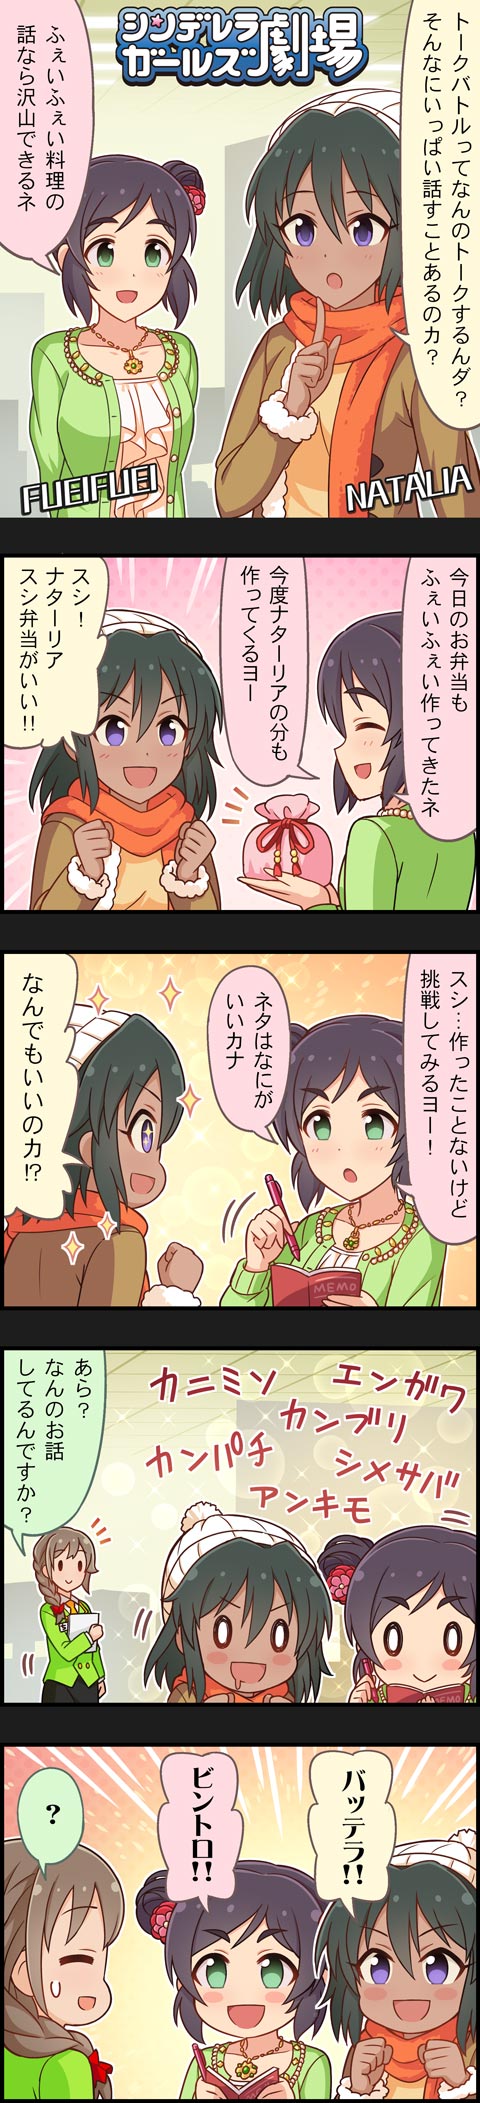 シンデレラ
ガールズ劇場
トークバトルってなんのトークするんダ?
そんなにいっぱい話すことあるのカ?
ふぇいふぇい料理の
話なら沢山できるネ
FUEIFUEI
NATALIA
今日のお弁当も
ふぇいふぇい作ってきたネ
今度ナターリアの分も
作ってくるヨー
スシ!
ナターリア
スシ弁当がいい!!
スシ…作ったことないけど
挑戦してみるヨー!
ネタはなにが
いいカナ
なんでもいいのカ!?
MEMO
エンガワ
カニミソ
カンブリ
シメサバ
カンパチ
アンキモ
あら?
なんのお話
してるんですか?
MEMO
バッテラ!!
ビントロ!!
?